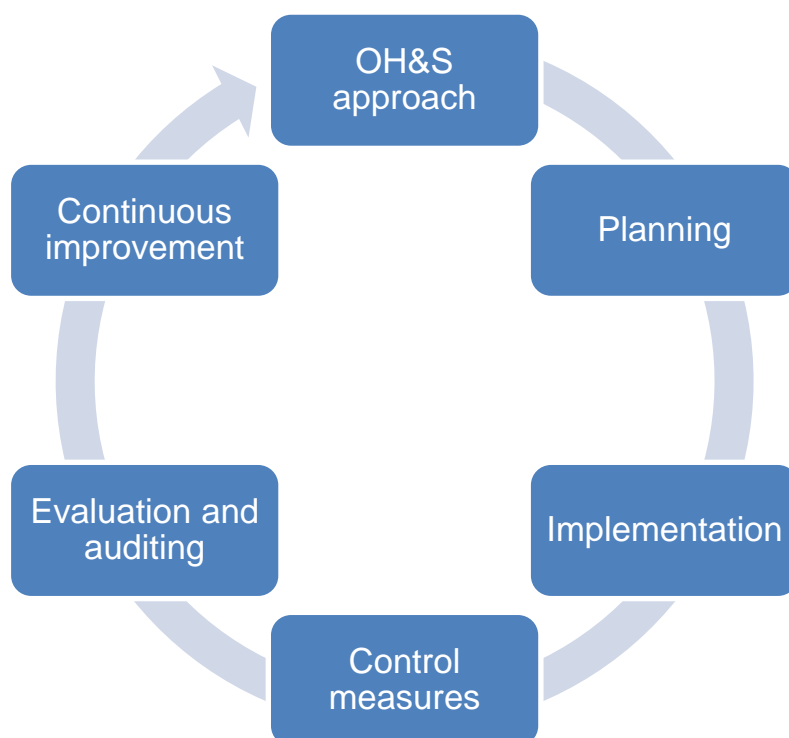 OH&S
approach
Planning
Implementation
Control
measures
Evaluation and
auditing
Continuous
improvement